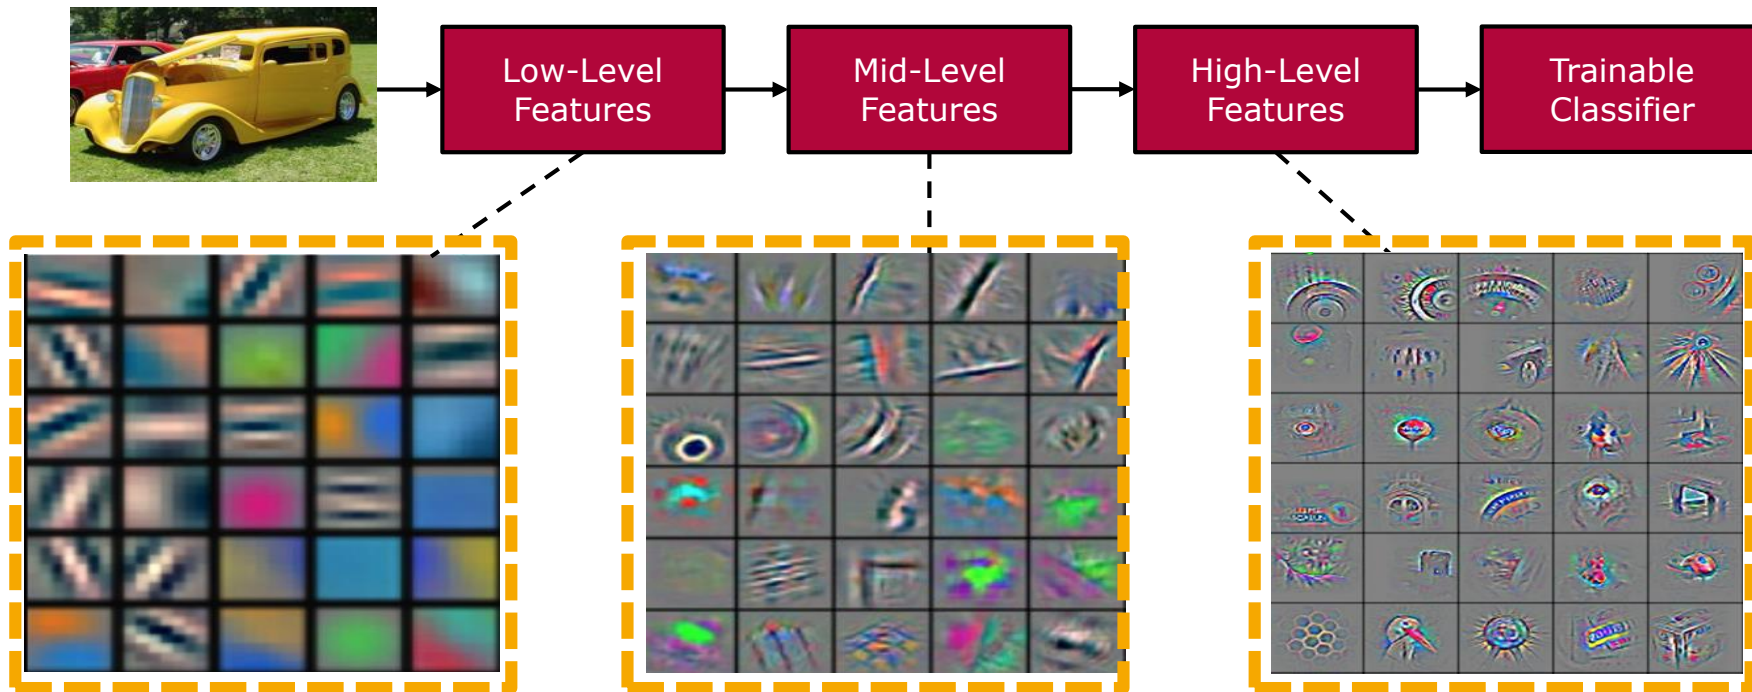 Low-Level
Features
Mid-Level
Features
High-Level
Features
Trainable
Classifier